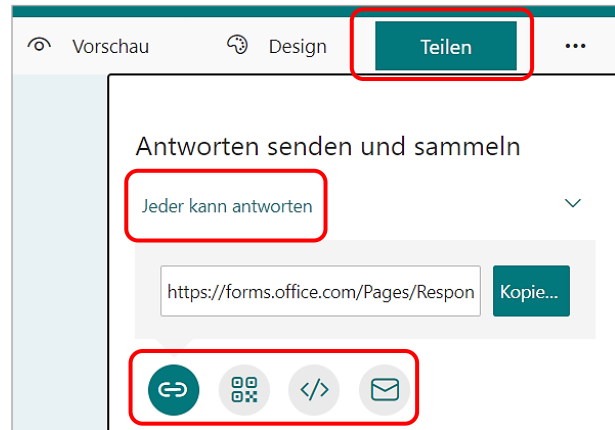 Vorschau Design Teilen ...
Antworten senden und sammeln
Jeder kann antworten
https://forms.office.com/Pages/Respon Kopie...